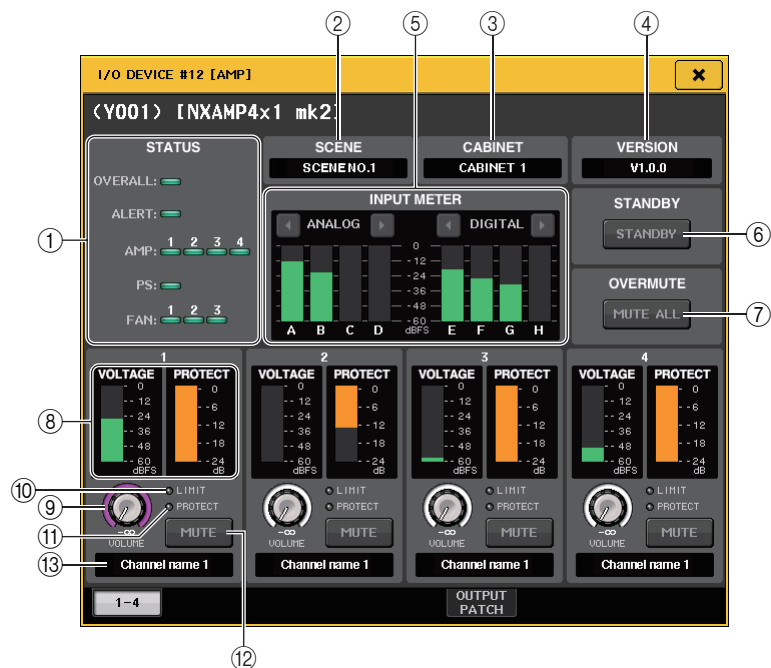 ② ⑤ ③ ④
I/O DEVICE #12 [AMP]
(Y001) [NXAMP4x1 mk2]
STATUS
OVERALL:
ALERT:
AMP: 1 2 3 4
PS:
FAN: 1 2 3
①
SCENE
SCENE NO.1
CABINET
CABINET 1
VERSION
V1.0.0
INPUT METER
ANALOG
DIGITAL
0
-12
-24
-36
-48
-60
dBFS
A B C D E F G H
STANDBY
STANDBY
⑥
OVERMUTE
MUTE ALL
⑦
1 2 3 4
VOLTAGE PROTECT VOLTAGE PROTECT VOLTAGE PROTECT VOLTAGE PROTECT
0 0 0 0 0 0 0 0
12 -6 12 -6 12 -6 12 -6
24 -12 24 -12 24 -12 24 -12
36 -18 36 -18 36 -18 36 -18
48 48 48 48
60 -24 60 -24 60 -24 60 -24
dBFS dB dBFS dB dBFS dB dBFS dB
⑧
⑩ LIMIT LIMIT LIMIT LIMIT
⑨
⑪ PROTECT PROTECT PROTECT PROTECT
-∞ MUTE -∞ MUTE -∞ MUTE -∞ MUTE
VOLUME VOLUME VOLUME VOLUME
⑬ Channel name 1 Channel name 1 Channel name 1 Channel name 1
1-4
OUTPUT
PATCH
⑫